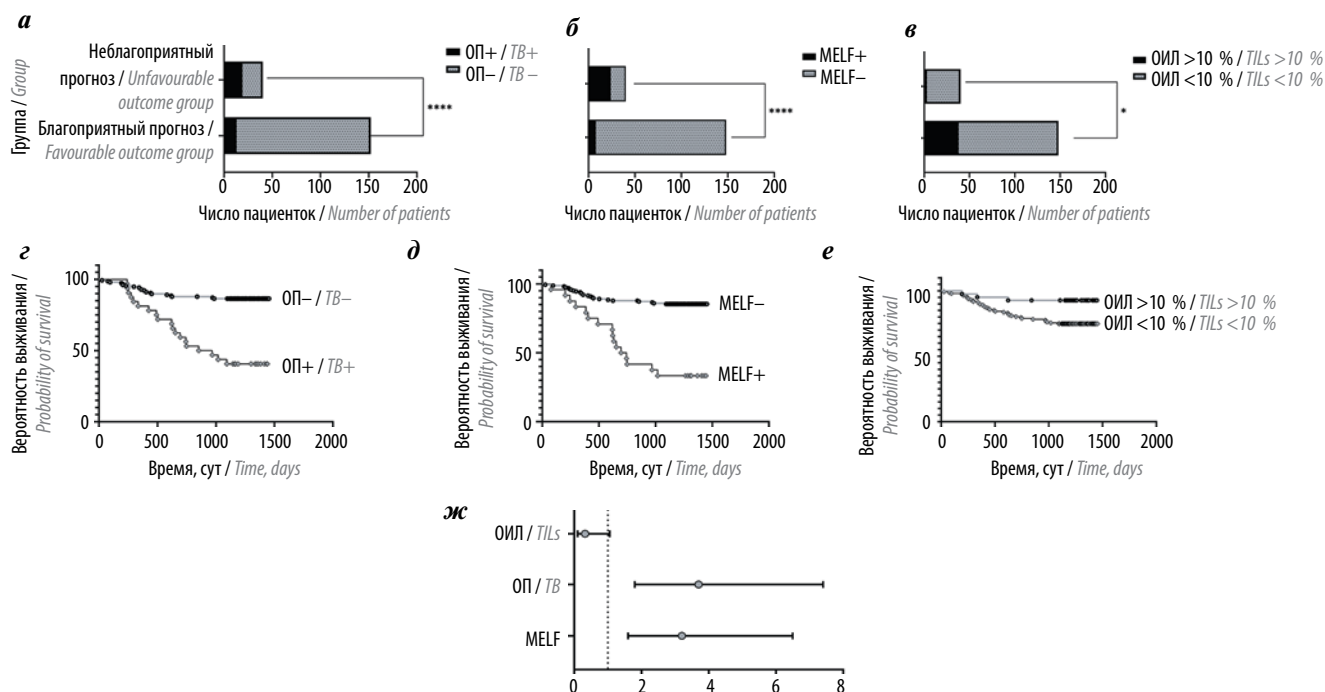 а
Неблагоприятный
прогноз / Unfavourable
outcome group
Благоприятный прогноз /
Favourable outcome group
Группа / Group
ОП+ / TB+
ОП– / TB –
****
0 50 100 150 200
Число пациенток / Number of patients
б
MELF+
MELF–
****
0 50 100 150 200
Число пациенток / Number of patients
в
ОИЛ >10 % / TILs >10 %
ОИЛ <10 % / TILs <10 %
*
0 50 100 150 200
Число пациенток / Number of patients
г
Вероятность выживания /
Probability of survival
100
50
0
ОП– / TB–
ОП+ / TB+
0 500 1000 1500 2000
Время, сут / Time, days
д
Вероятность выживания /
Probability of survival
100
50
0
MELF–
MELF+
0 500 1000 1500 2000
Время, сут / Time, days
е
Вероятность выживания /
Probability of survival
100
50
0
ОИЛ >10 % / TILs >10 %
ОИЛ <10 % / TILs <10 %
0 500 1000 1500 2000
Время, сут / Time, days
ж
ОИЛ / TILs
ОП / TB
MELF
0 2 4 6 8